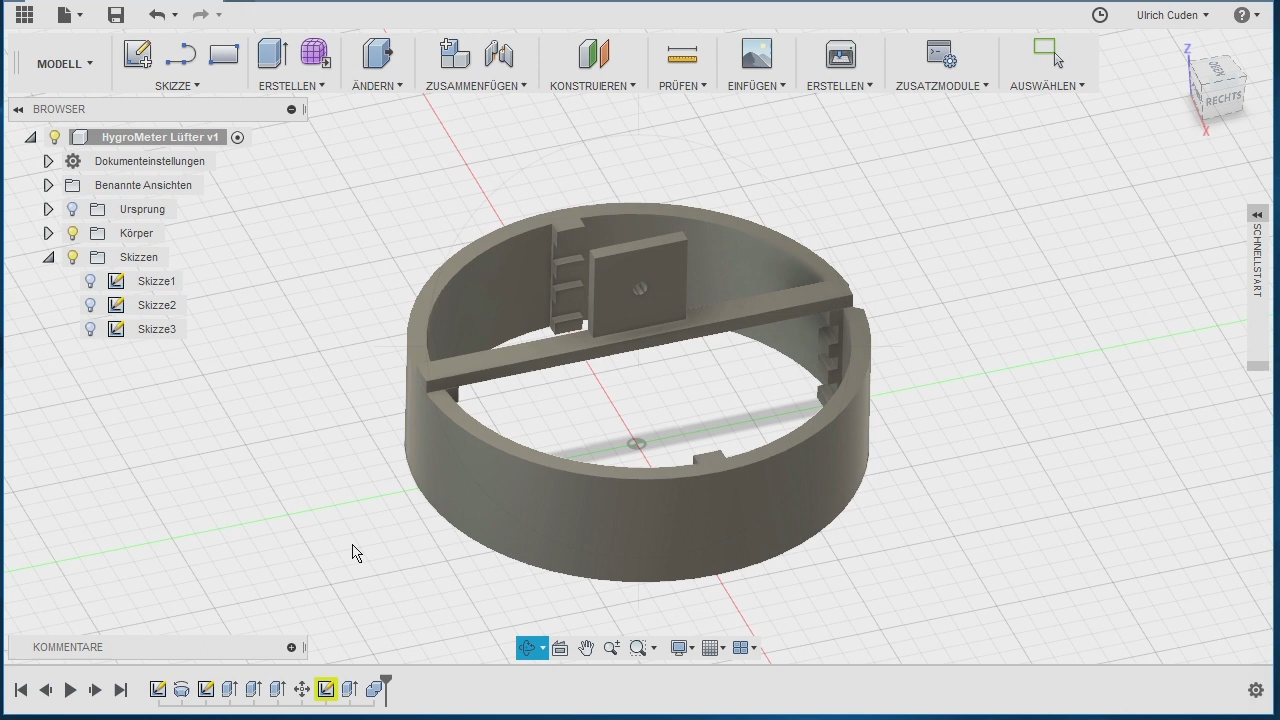 Ulrich Cuden
MODELL
SKIZZE
ERSTELLEN
ÄNDERN
ZUSAMMENFÜGEN
KONSTRUIEREN
PRÜFEN
EINFÜGEN
ERSTELLEN
ZUSATZMODULE
AUSWÄHLEN
Z
OBEN
RECHTS
X
BROWSER
HygroMeter Lüfter v1
Dokumenteinstellungen
Benannte Ansichten
Ursprung
Körper
Skizzen
Skizze1
Skizze2
Skizze3
SCHNELLSTART
KOMMENTARE